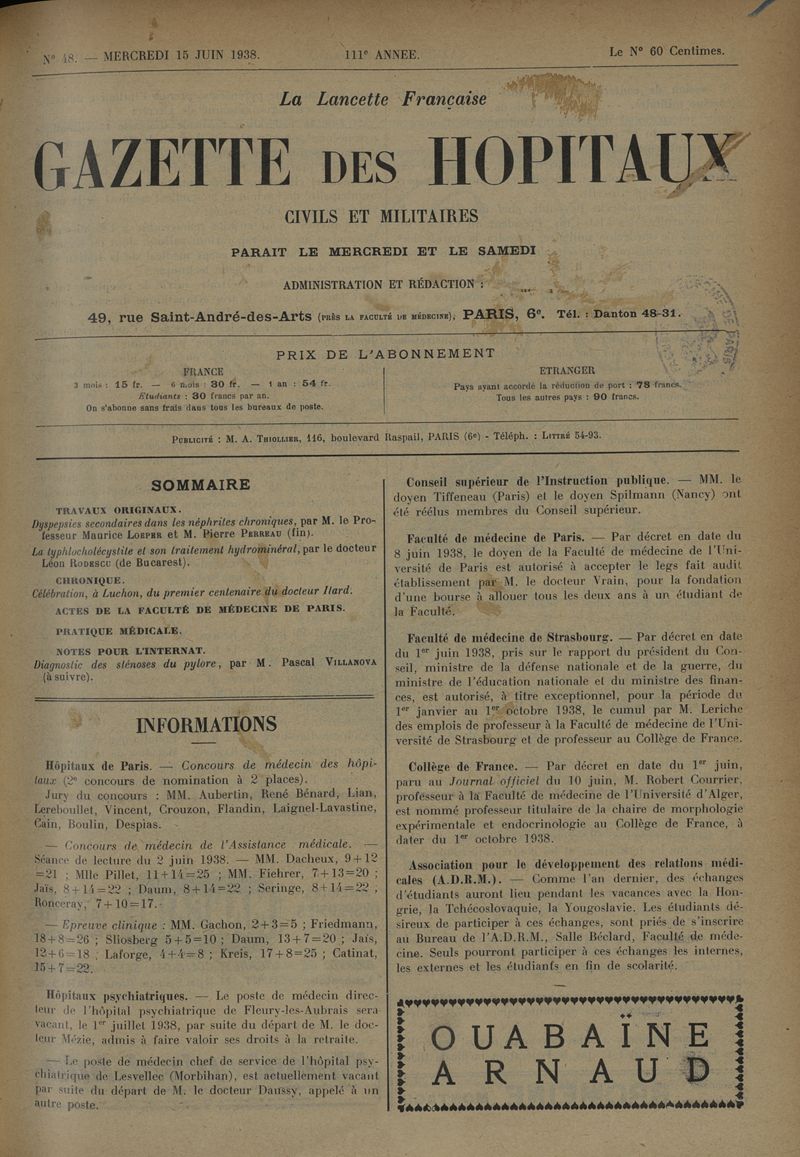 N° 48. — MERCREDI 15 JUIN 1938. 111e ANNEE. Le N° 60 Centimes.
La Lancette Française
GAZETTE DES HOPITAUX
CIVILS ET MILITAIRES
PARAIT LE MERCREDI ET LE SAMEDI
ADMINISTRATION ET RÉDACTION :
49, rue Saint-André-des-Arts (PRÈS LA FACULTÉ DE MÉDECINE), PARIS, 6e. Tél. : Danton 48-31.
PRIX DE L'ABONNEMENT
FRANCE
3 mois : 15 fr. — 6 mois : 30 fr. — 1 an : 54 fr.
Etudiants : 30 francs par an.
On s'abonne sans frais dans tous les bureaux de poste.
ETRANGER
Pays ayant accordé la réduction de port : 78 francs.
Tous les autres pays : 90 francs.
PUBLICITÉ : M. A. THIOLLIER, 116, boulevard Raspail, PARIS (6e) - Téléph. : LITTRÉ 54-93.
SOMMAIRE
TRAVAUX ORIGINAUX.
Dyspepsies secondaires dans les néphrites chroniques, par M. le Pro-
fesseur Maurice LOEPER et M. Pierre PERREAU (fin).
La typhlocholécystite et son traitement hydrominéral, par le docteur
Léon RODESCU (de Bucarest).
CHRONIQUE.
Célébration, à Luchon, du premier centenaire du docteur Itard.
ACTES DE LA FACULTÉ DE MÉDECINE DE PARIS.
PRATIQUE MÉDICALE.
NOTES POUR L'INTERNAT.
Diagnostic des sténoses du pylore, par M. Pascal VILLANOVA
(à suivre).
INFORMATIONS
Hôpitaux de Paris. — Concours de médecin des hôpi-
taux (2e concours de nomination à 2 places).
Jury du concours : MM. Aubertin, René Bénard, Lian,
Lereboullet, Vincent, Crouzon, Flandin, Laignel-Lavastine,
Cain, Boulin, Despias.
— Concours de médecin de l'Assistance médicale. —
Séance de lecture du 2 juin 1938. — MM. Dacheux, 9+12
=21 ; Mlle Pillet, 11+14=25 ; MM. Fiehrer, 7+13=20 ;
Jaïs, 8+14=22 ; Daum, 8+14=22 ; Seringe, 8+14=22 ;
Ronceray, 7+10=17.
— Epreuve clinique : MM. Gachon, 2+3=5 ; Friedmann,
18+8=26 ; Sliosberg 5+5=10 ; Daum, 13+7=20 ; Jaïs,
12+6=18 ; Laforge, 4+4=8 ; Kreis, 17+8=25 ; Catinat,
15+7=22.
Hôpitaux psychiatriques. — Le poste de médecin direc-
teur de l'hôpital psychiatrique de Fleury-les-Aubrais sera
vacant, le 1er juillet 1938, par suite du départ de M. le doc-
teur Mézie, admis à faire valoir ses droits à la retraite.
— Le poste de médecin chef de service de l'hôpital psy-
chiatrique de Lesvellec (Morbihan), est actuellement vacant
par suite du départ de M. le docteur Daussy, appelé à un
autre poste.
Conseil supérieur de l'Instruction publique. — MM. le
doyen Tiffeneau (Paris) et le doyen Spilmann (Nancy) ont
été réélus membres du Conseil supérieur.
Faculté de médecine de Paris. — Par décret en date du
8 juin 1938, le doyen de la Faculté de médecine de l'Uni-
versité de Paris est autorisé à accepter le legs fait audit
établissement par M. le docteur Vrain, pour la fondation
d'une bourse à allouer tous les deux ans à un étudiant de
la Faculté.
Faculté de médecine de Strasbourg. — Par décret en date
du 1er juin 1938, pris sur le rapport du président du Con-
seil, ministre de la défense nationale et de la guerre, du
ministre de l'éducation nationale et du ministre des finan-
ces, est autorisé, à titre exceptionnel, pour la période du
1er janvier au 1er octobre 1938, le cumul par M. Leriche
des emplois de professeur à la Faculté de médecine de l'Uni-
versité de Strasbourg et de professeur au Collège de France.
Collège de France. — Par décret en date du 1er juin,
paru au Journal officiel du 10 juin, M. Robert Courrier,
professeur à la Faculté de médecine de l'Université d'Alger,
est nommé professeur titulaire de la chaire de morphologie
expérimentale et endocrinologie au Collège de France, à
dater du 1er octobre 1938.
Association pour le développement des relations médi-
cales (A.D.R.M.). — Comme l'an dernier, des échanges
d'étudiants auront lieu pendant les vacances avec la Hon-
grie, la Tchécoslovaquie, la Yougoslavie. Les étudiants dé-
sireux de participer à ces échanges, sont priés de s'inscrire
au Bureau de l'A.D.R.M., Salle Béclard, Faculté de méde-
cine. Seuls pourront participer à ces échanges les internes,
les externes et les étudiants en fin de scolarité.
OUABAÏNE
ARNAUD